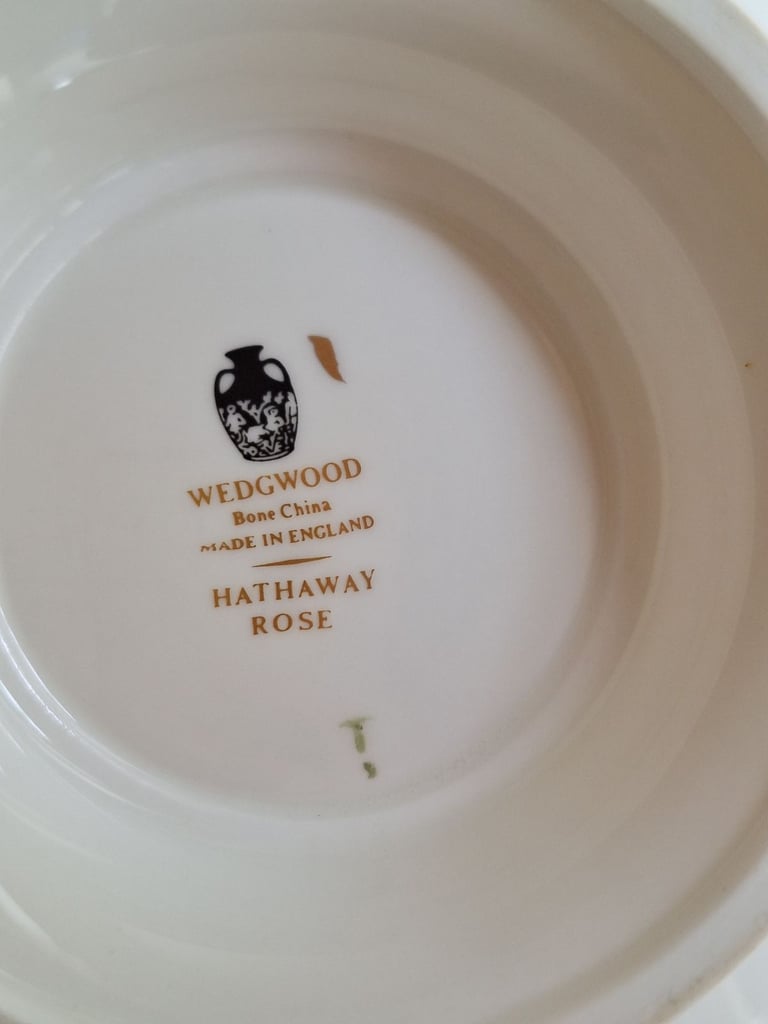 WEDGWOOD
Bone China
MADE IN ENGLAND
HATHAWAY
ROSE